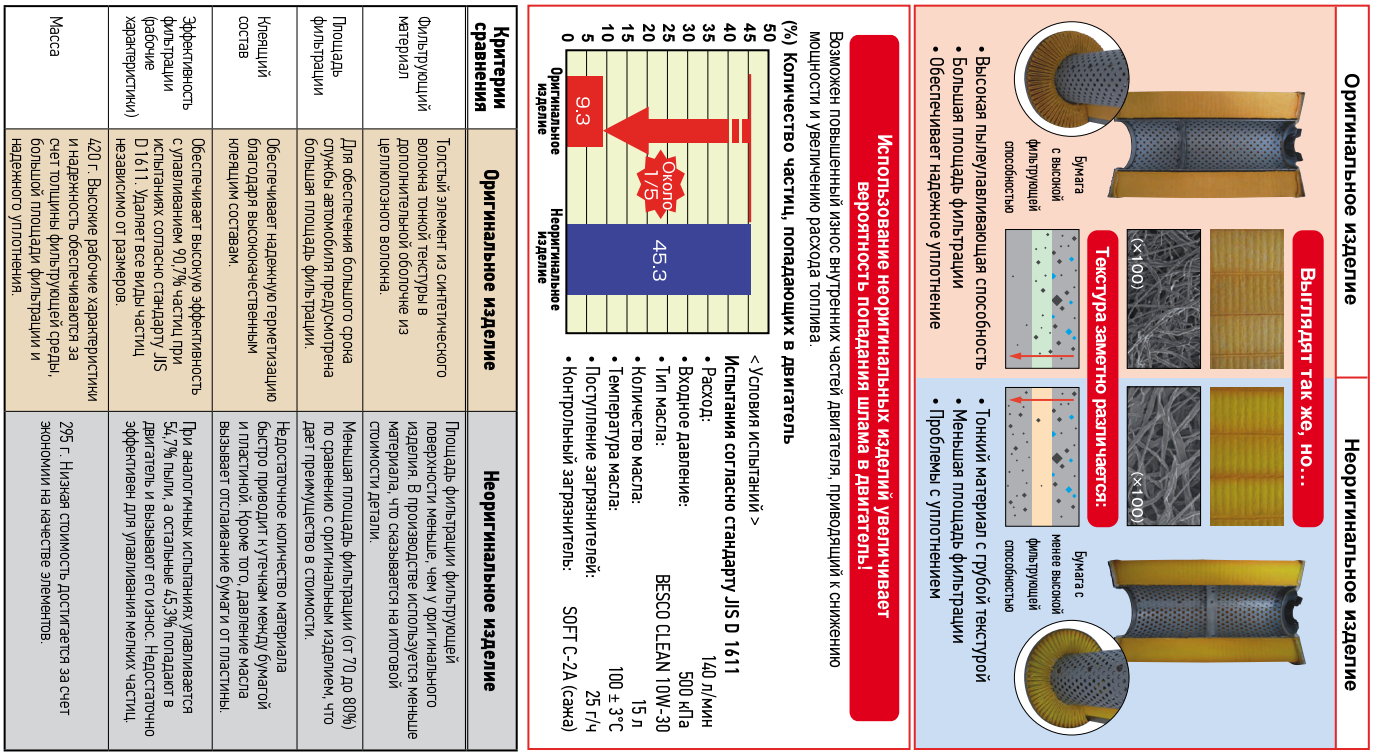 Оригинальное изделие
Неоригинальное изделие
Выглядят так же, но...
(×100)
(×100)
Текстура заметно различается:
Бумага
с высокой
фильтрующей
способностью
Бумага с
менее высокой
фильтрующей
способностью
• Высокая пылеулавливающая способность
• Большая площадь фильтрации
• Обеспечивает надежное уплотнение
• Тонкий материал с грубой текстурой
• Меньшая площадь фильтрации
• Проблемы с уплотнением
Использование неоригинальных изделий увеличивает
вероятность попадания шлама в двигатель!
Возможен повышенный износ внутренних частей двигателя, приводящий к снижению
мощности и увеличению расхода топлива.
(%) Количество частиц, попадающих в двигатель
50
45
40
35
30
25
20
15
10
5
0
9.3
Около
1/5
45.3
Оригинальное
изделие
Неоригинальное
изделие
< Условия испытаний >
Испытания согласно стандарту JIS D 1611
• Расход: 140 л/мин
• Входное давление: 500 кПа
• Тип масла: BESCO CLEAN 10W-30
• Количество масла: 15 л
• Температура масла: 100 ± 3°C
• Поступление загрязнителей: 25 г/ч
• Контрольный загрязнитель: SOFT C-2A (сажа)
Критерии
сравнения
Оригинальное изделие
Неоригинальное изделие
Фильтрующий
материал
Толстый элемент из синтетического
волокна тонкой текстуры в
дополнительной оболочке из
целлюлозного волокна.
Площадь фильтрации фильтрующей
поверхности меньше, чем у оригинального
изделия. В производстве используется меньше
материала, что сказывается на итоговой
стоимости детали.
Площадь
фильтрации
Для обеспечения большого срока
службы автомобиля предусмотрена
большая площадь фильтрации.
Меньшая площадь фильтрации (от 70 до 80%)
по сравнению с оригинальным изделием, что
дает преимущество в стоимости.
Клеящий
состав
Обеспечивает надежную герметизацию
благодаря высококачественным
клеящим составам.
Недостаточное количество материала
быстро приводит к утечкам между бумагой
и пластиной. Кроме того, давление масла
вызывает отслаивание бумаги от пластины.
Эффективность
фильтрации
(рабочие
характеристики)
Обеспечивает высокую эффективность
с улавливанием 90,7% частиц при
испытаниях согласно стандарту JIS
D1611. Удаляет все виды частиц
независимо от размеров.
При аналогичных испытаниях улавливается
54,7% пыли, а остальные 45,3% попадают в
двигатель и вызывают его износ. Недостаточно
эффективен для улавливания мелких частиц.
Масса
420 г. Высокие рабочие характеристики
и надежность обеспечиваются за
счет толщины фильтрующей среды,
большой площади фильтрации и
надежного уплотнения.
295 г. Низкая стоимость достигается за счет
экономии на качестве элементов.